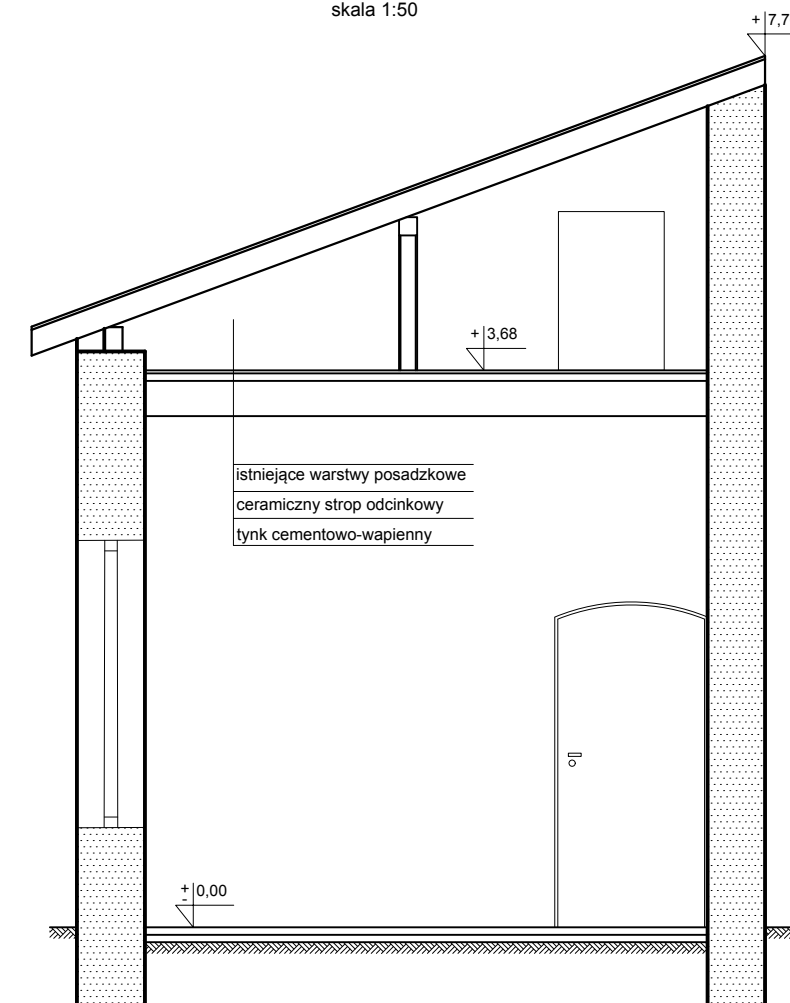 skala 1:50
+ 7,7
+ 3,68
istniejące warstwy posadzkowe
ceramiczny strop odcinkowy
tynk cementowo-wapienny
+
- 0,00